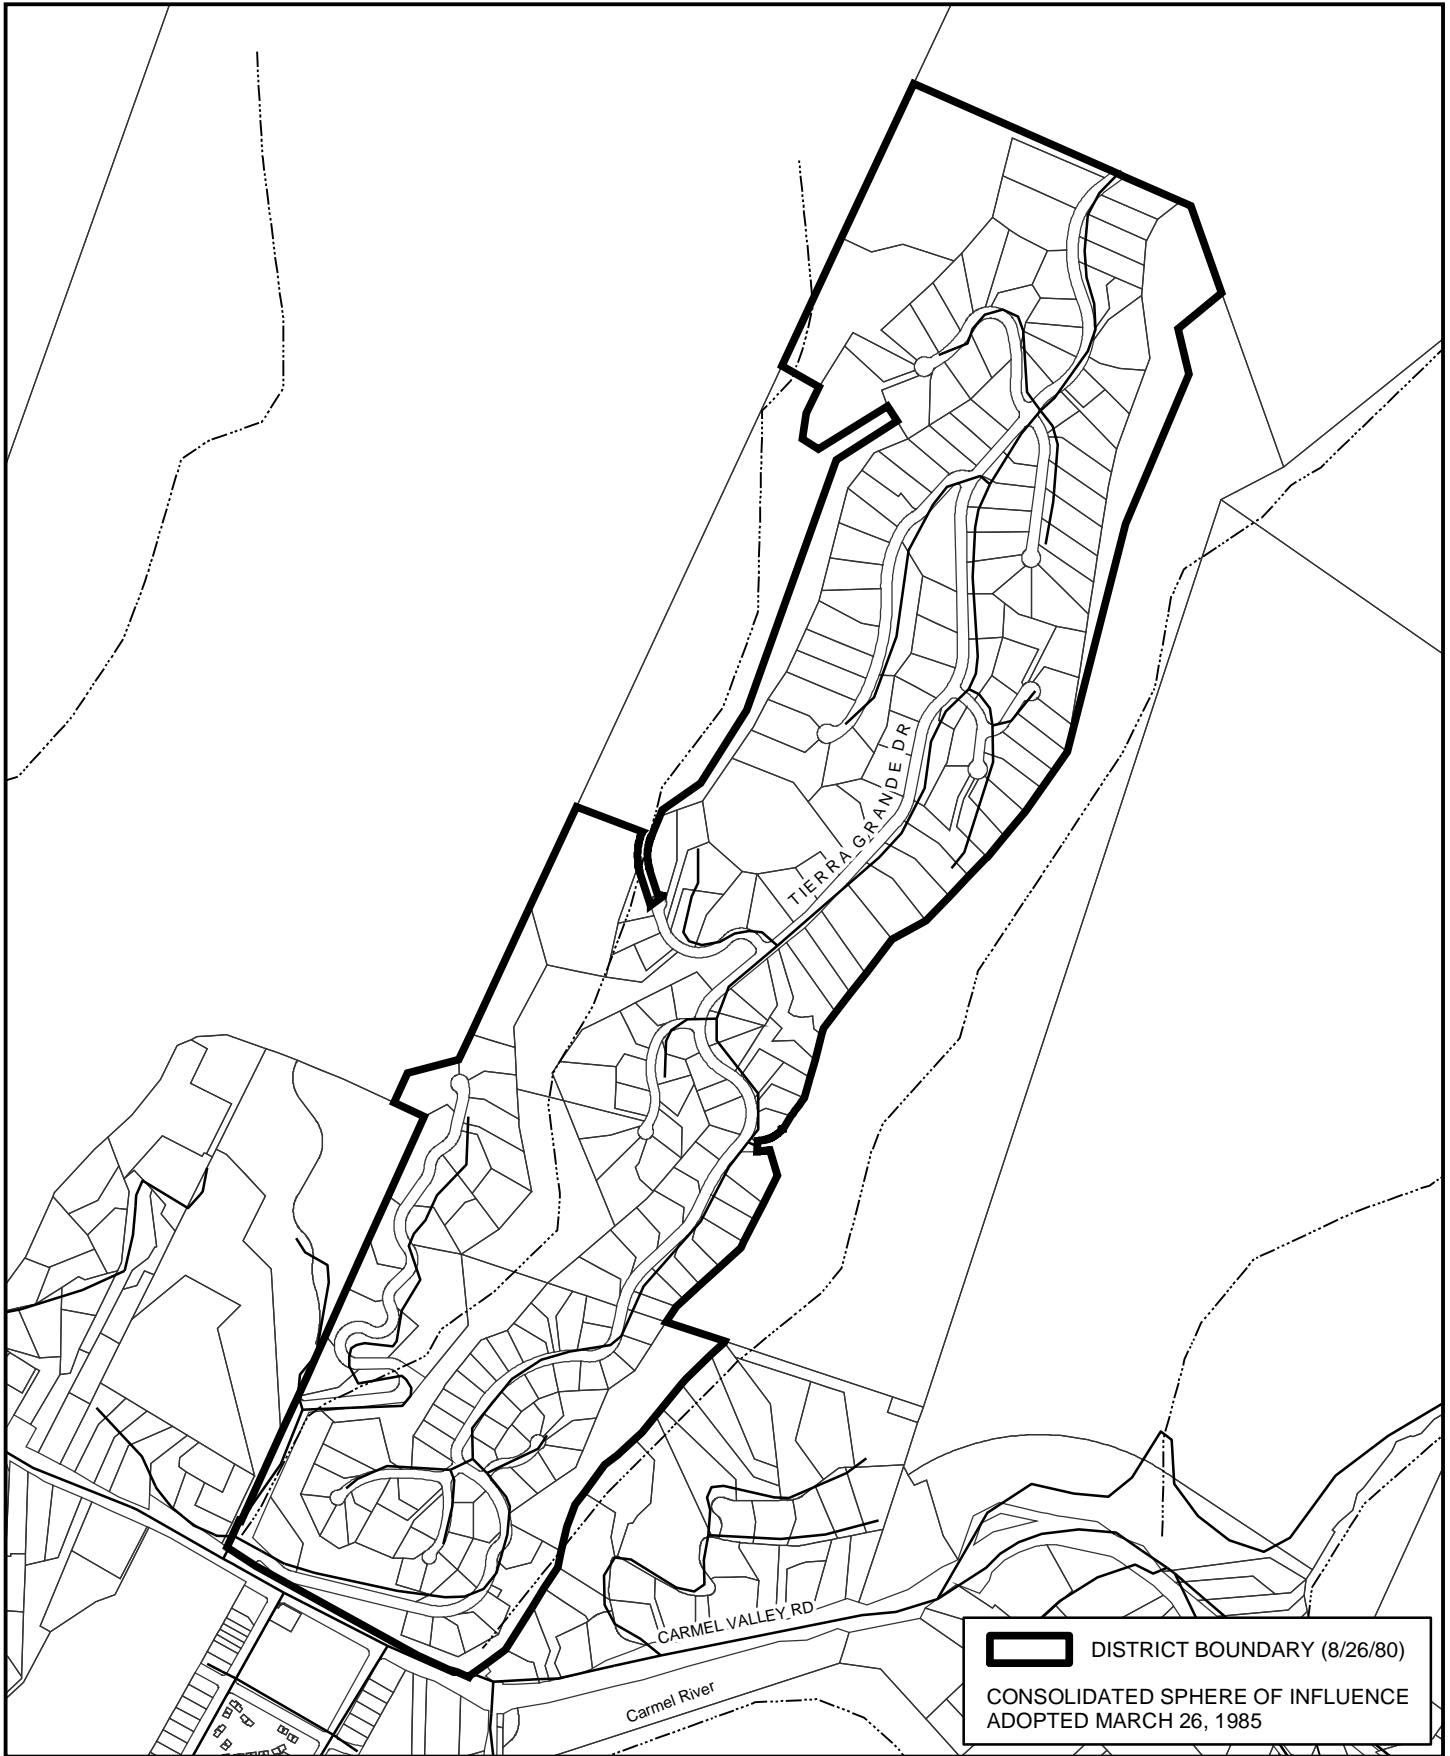 TIERRA GRANDE DR
CARMEL VALLEY RD
Carmel River
DISTRICT BOUNDARY (8/26/80)
CONSOLIDATED SPHERE OF INFLUENCE
ADOPTED MARCH 26, 1985